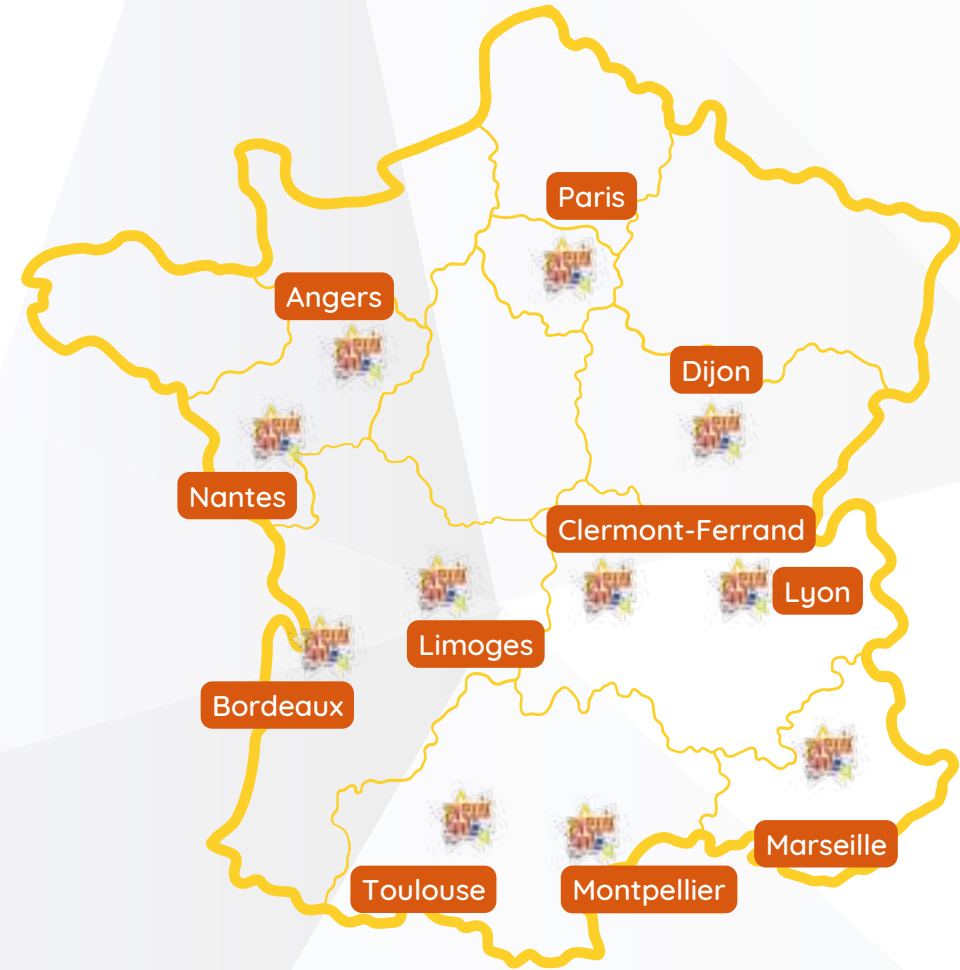 Paris
Angers
Dijon
Nantes
Clermont-Ferrand
Lyon
Limoges
Bordeaux
Marseille
Toulouse
Montpellier